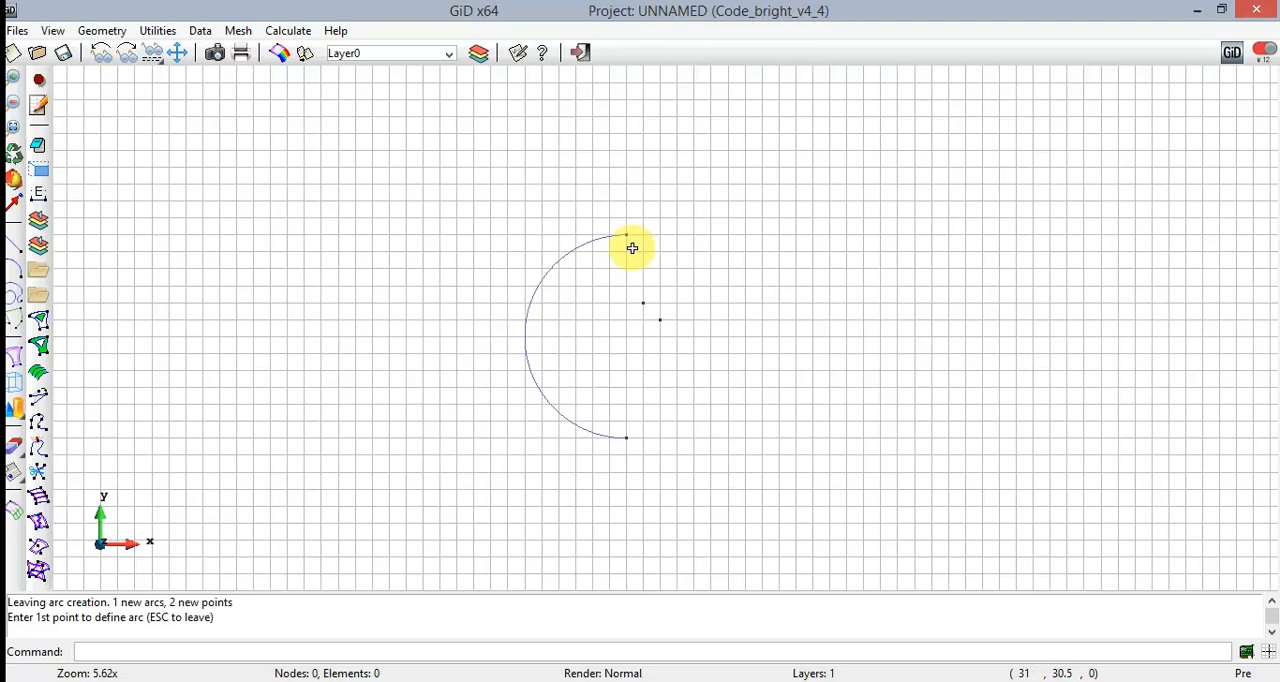 GiD x64 Project: UNNAMED (Code_bright_v4_4)
Files View Geometry Utilities Data Mesh Calculate Help
Layer0
GiD
v 12
E
y
x
Leaving arc creation. 1 new arcs, 2 new points
Enter 1st point to define arc (ESC to leave)
Command:
Zoom: 5.62x Nodes: 0, Elements: 0 Render: Normal Layers: 1 ( 31 , 30.5 , 0) Pre